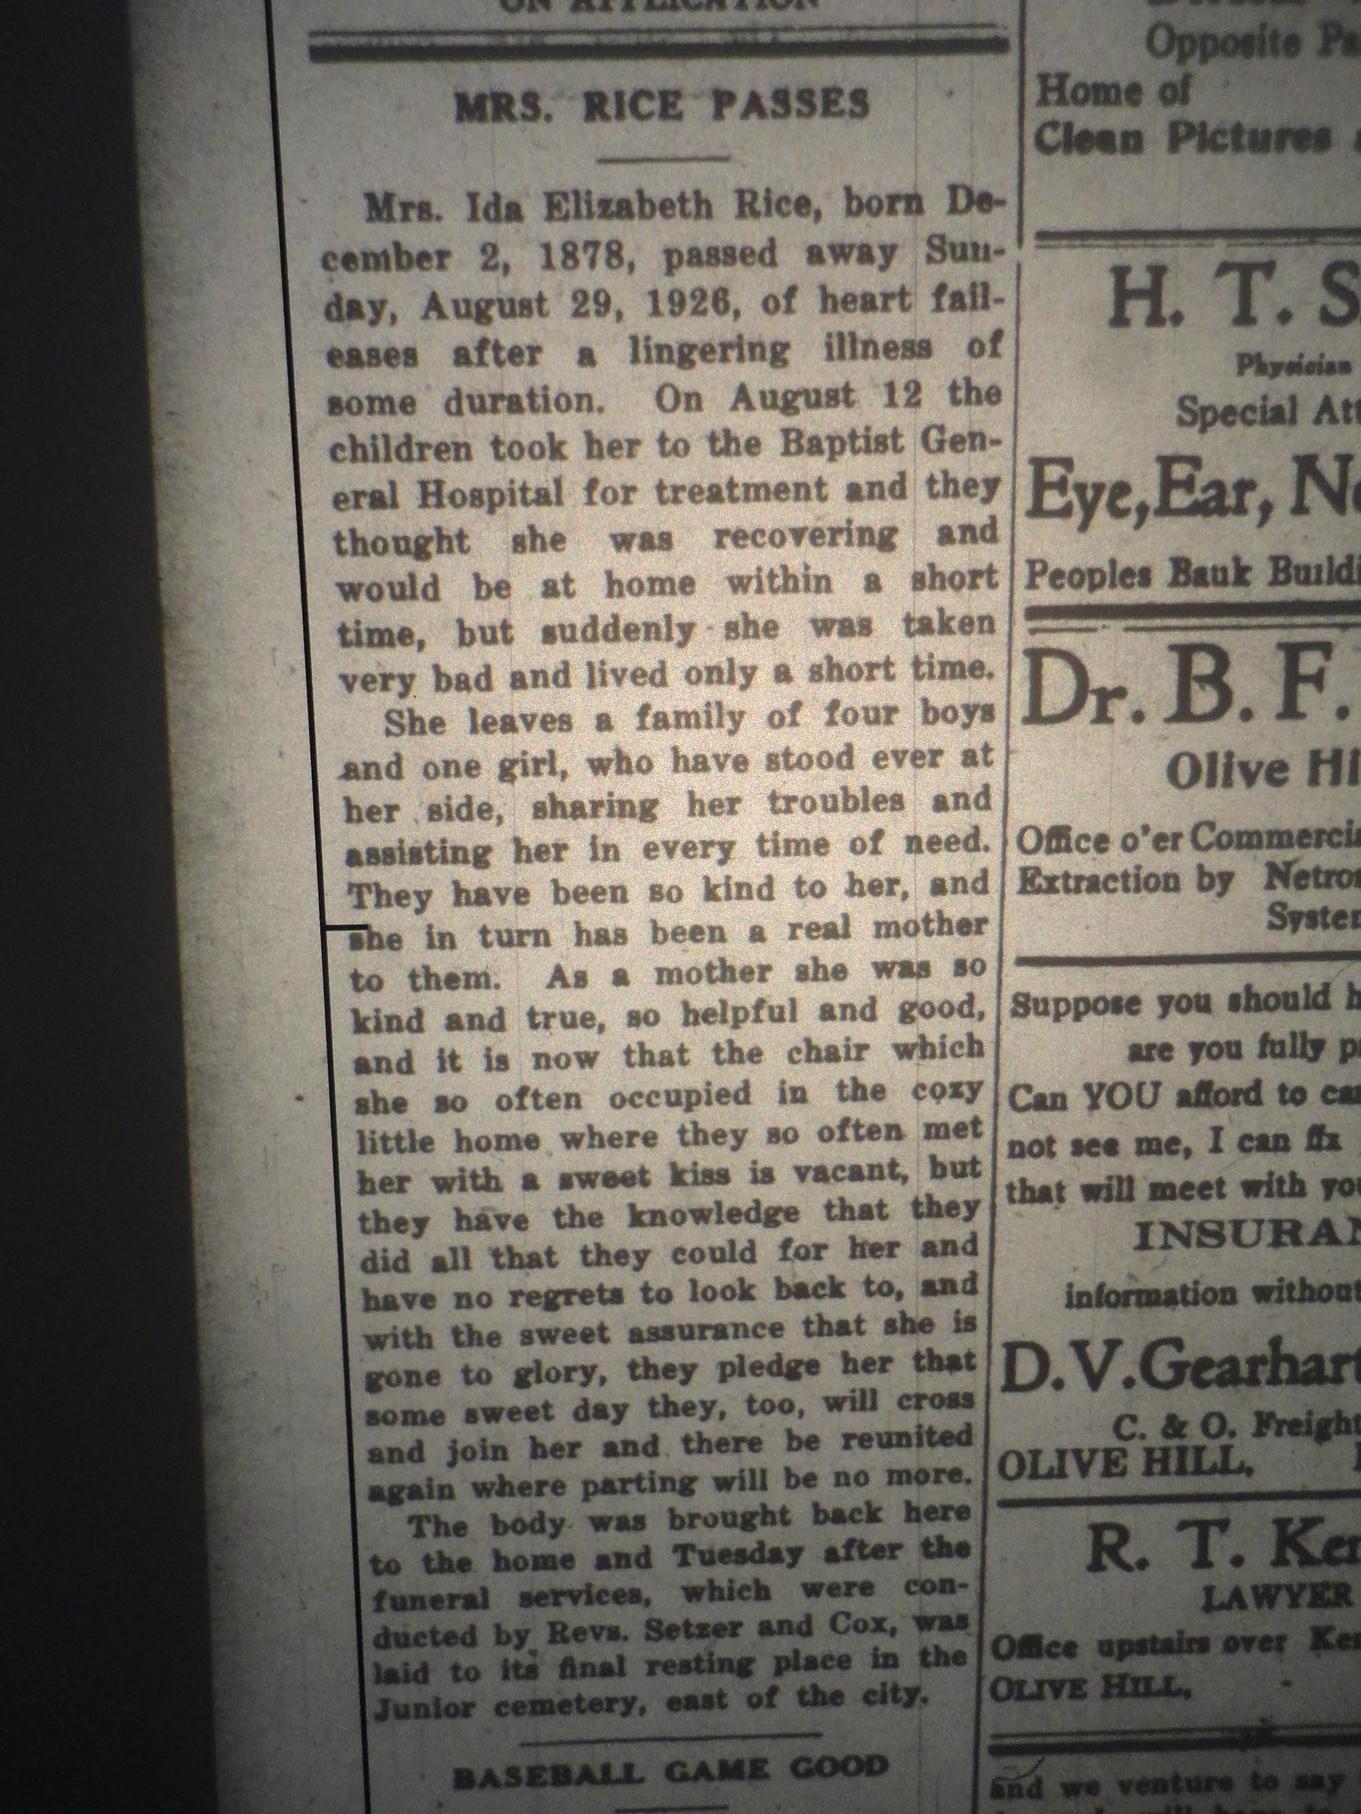 ON APPLICATION
MRS. RICE PASSES
Mrs. Ida Elizabeth Rice, born De-
cember 2, 1878, passed away Sun-
day, August 29, 1926, of heart fail-
eases after a lingering illness of
some duration. On August 12 the
children took her to the Baptist Gen-
eral Hospital for treatment and they
thought she was recovering and
would be at home within a short
time, but suddenly she was taken
very bad and lived only a short time.
She leaves a family of four boys
and one girl, who have stood ever at
her side, sharing her troubles and
assisting her in every time of need.
They have been so kind to her, and
she in turn has been a real mother
to them. As a mother she was so
kind and true, so helpful and good,
and it is now that the chair which
she so often occupied in the cozy
little home where they so often met
her with a sweet kiss is vacant, but
they have the knowledge that they
did all that they could for her and
have no regrets to look back to, and
with the sweet assurance that she is
gone to glory, they pledge her that
some sweet day they, too, will cross
and join her and there be reunited
again where parting will be no more.
The body was brought back here
to the home and Tuesday after the
funeral services, which were con-
ducted by Revs. Setzer and Cox, was
laid to its final resting place in the
Junior cemetery, east of the city.
BASEBALL GAME GOOD
Opposite Pa
Home of
Clean Pictures
H. T. S
Physician
Special Att
Eye, Ear, No
Peoples Bank Buildi
Dr. B. F.
Olive Hi
Office o'er Commercia
Extraction by Netros
System
Suppose you should h
are you fully p
Can YOU afford to ca
not see me, I can fix
that will meet with you
INSURAN
information without
D. V. Gearhart
C. & O. Freight
OLIVE HILL,
R. T. Ken
LAWYER
Office upstairs over Ken
OLIVE HILL,
and we venture to say